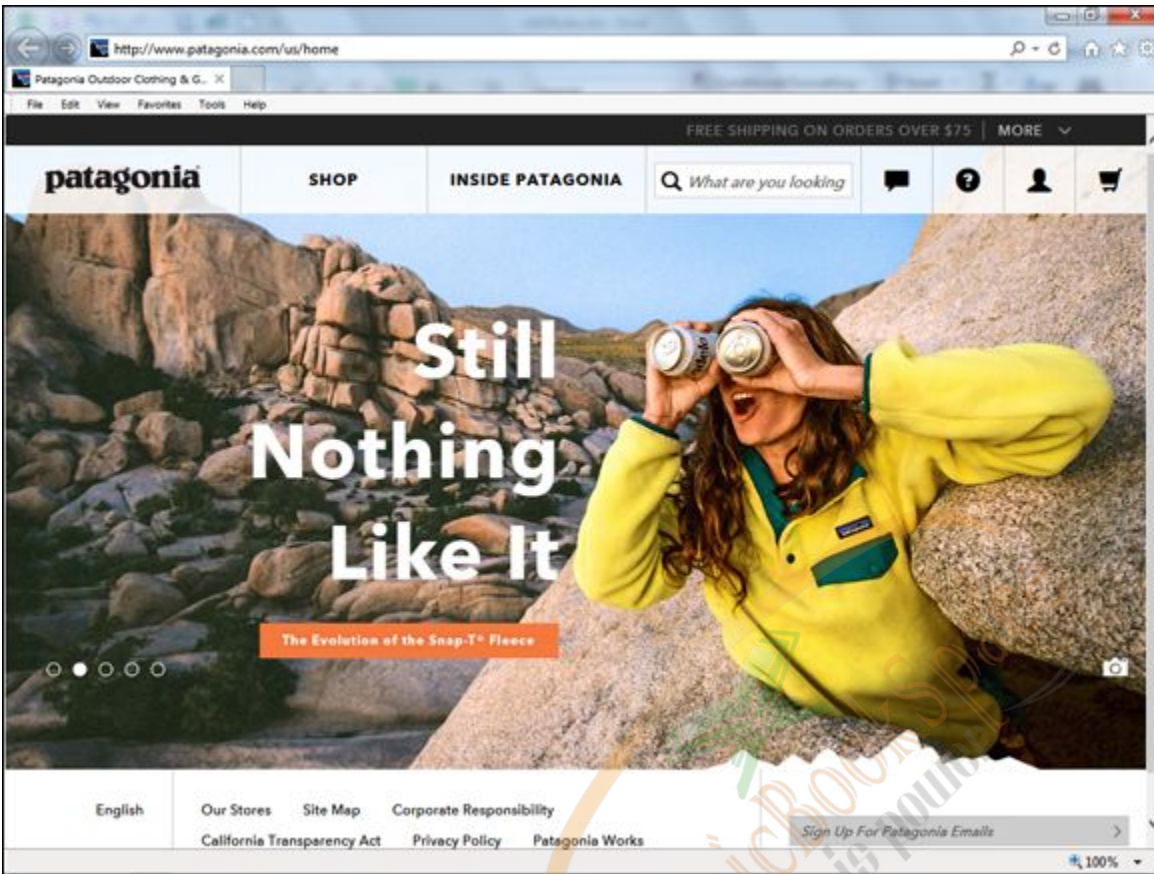 http://www.patagonia.com/us/home
Patagonia Outdoor Clothing & G...
File Edit View Favorites Tools Help
FREE SHIPPING ON ORDERS OVER $75 | MORE
patagonia
SHOP
INSIDE PATAGONIA
What are you looking
Still
Nothing
Like It
The Evolution of the Snap-T® Fleece
English
Our Stores Site Map Corporate Responsibility
California Transparency Act Privacy Policy Patagonia Works
Sign Up For Patagonia Emails
100%